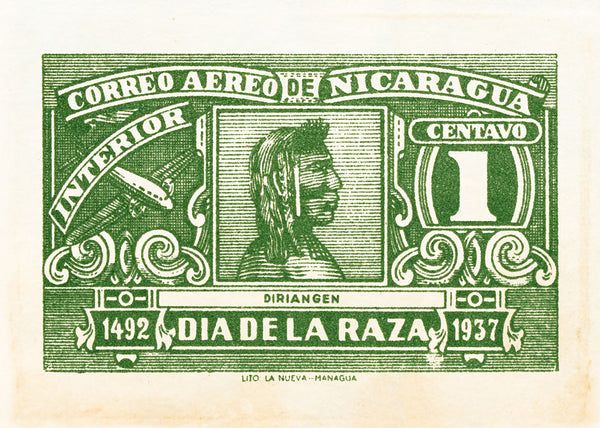 CORREO AEREO DE NICARAGUA
INTERIOR
CENTAVO
1
DIRIANGEN
1492 DIA DE LA RAZA 1937
LITO LA NUEVA--MANAGUA